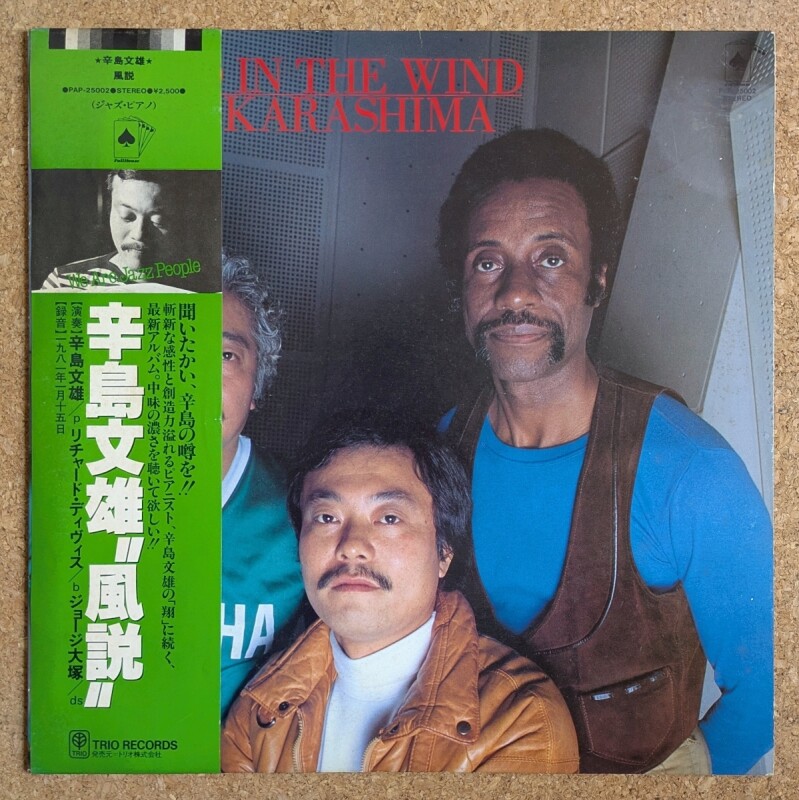 ★辛島文雄★
風説
●PAP-25002●STEREO●¥2,500●
(ジャズ・ピアノ)
FullHouse
We Are Jazz People
聞いたかい、辛島の噂を!!
斬新な感性と創造力溢れるピアニスト、辛島文雄の「翔」に続く、
最新アルバム。中味の濃さを聴いて欲しい!!
辛島文雄"風説"
【演奏】辛島文雄/pリチャード・デイヴィス/bジョージ大塚/ds
【録音】一九八一年一月十五日
TRIO
TRIO RECORDS
発売元=トリオ株式会社
IN THE WIND
KARASHIMA
PAP-25002
STEREO
HA